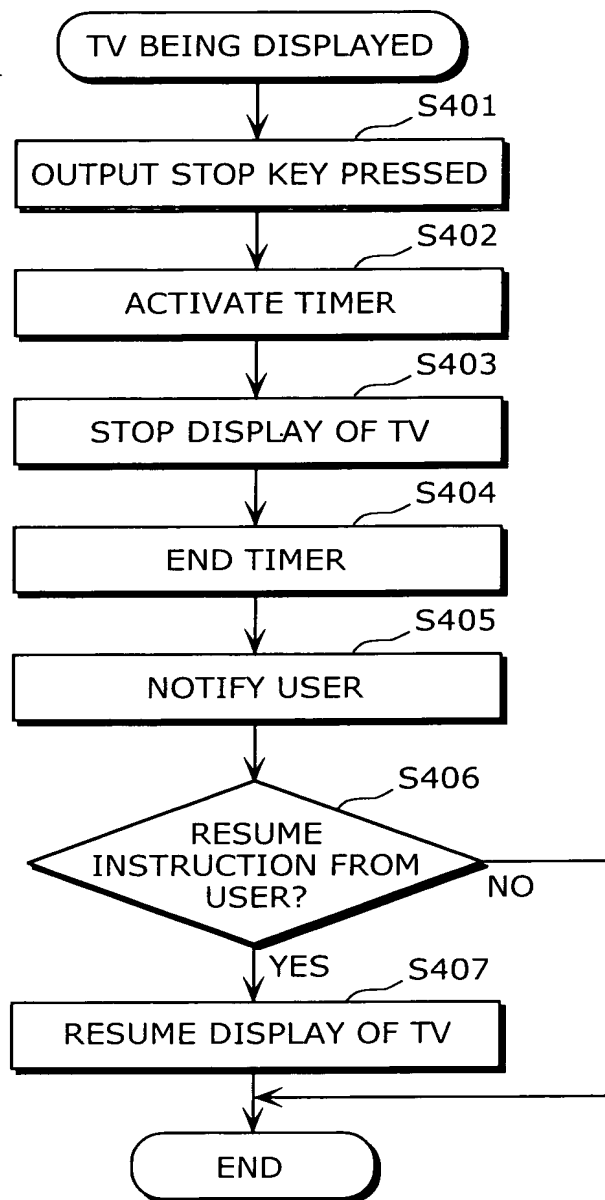 TV BEING DISPLAYED
S401
OUTPUT STOP KEY PRESSED
S402
ACTIVATE TIMER
S403
STOP DISPLAY OF TV
S404
END TIMER
S405
NOTIFY USER
S406
RESUME
INSTRUCTION FROM
USER?
NO
YES
S407
RESUME DISPLAY OF TV
END